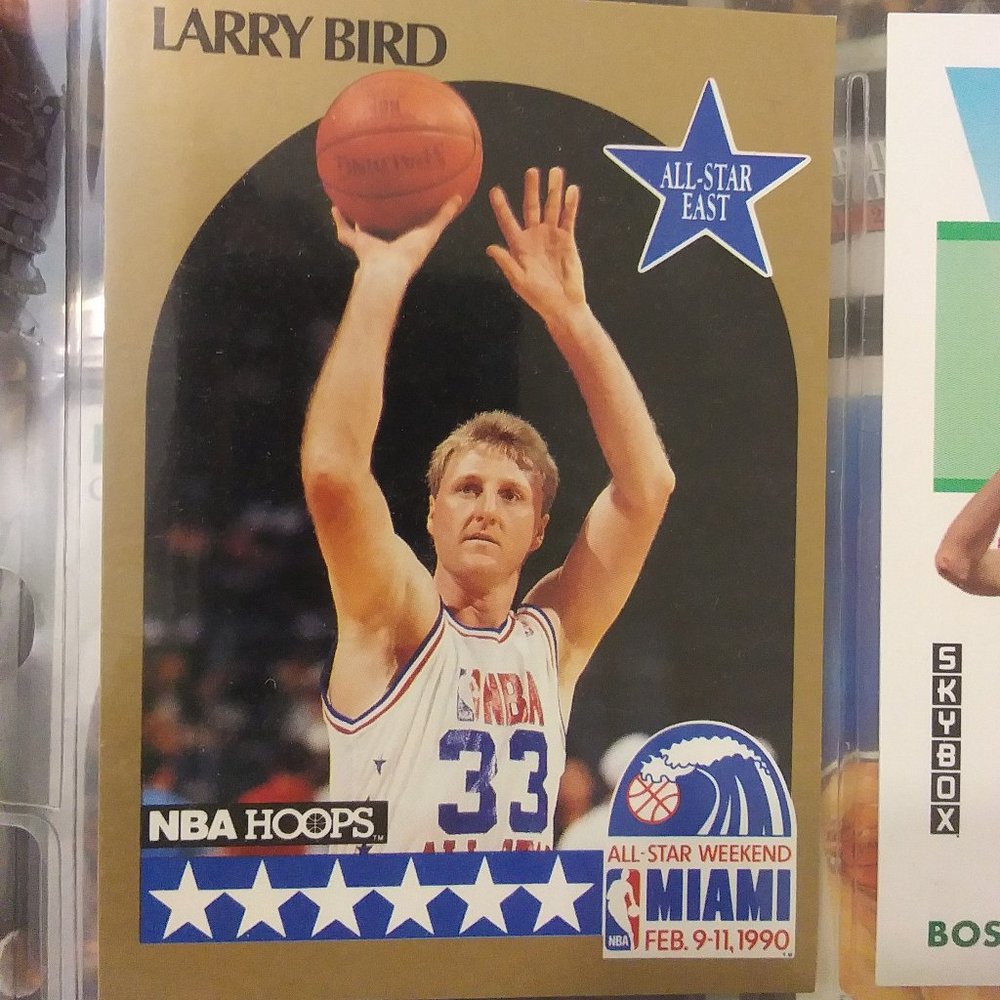 LARRY BIRD
ALL-STAR
EAST
NBA
33
NBA HOOPS™
ALL-STAR WEEKEND
MIAMI
NBA
FEB. 9-11, 1990
SKYBOX
BOS